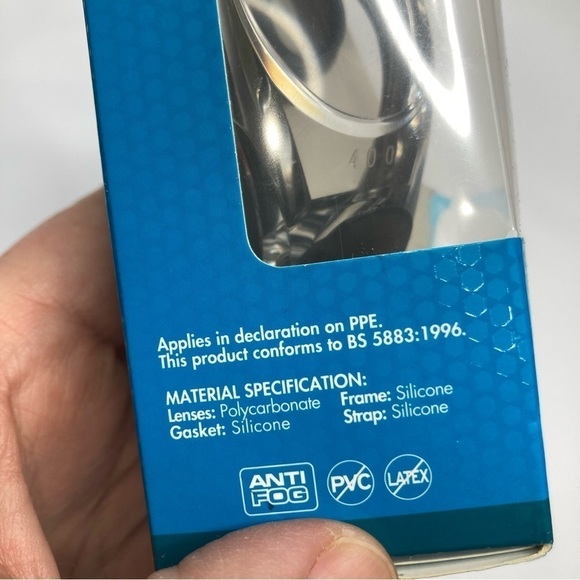 400
Applies in declaration on PPE.
This product conforms to BS 5883:1996.
MATERIAL SPECIFICATION:
Lenses: Polycarbonate Frame: Silicone
Gasket: Silicone Strap: Silicone
ANTI
FOG
PVC
LATEX